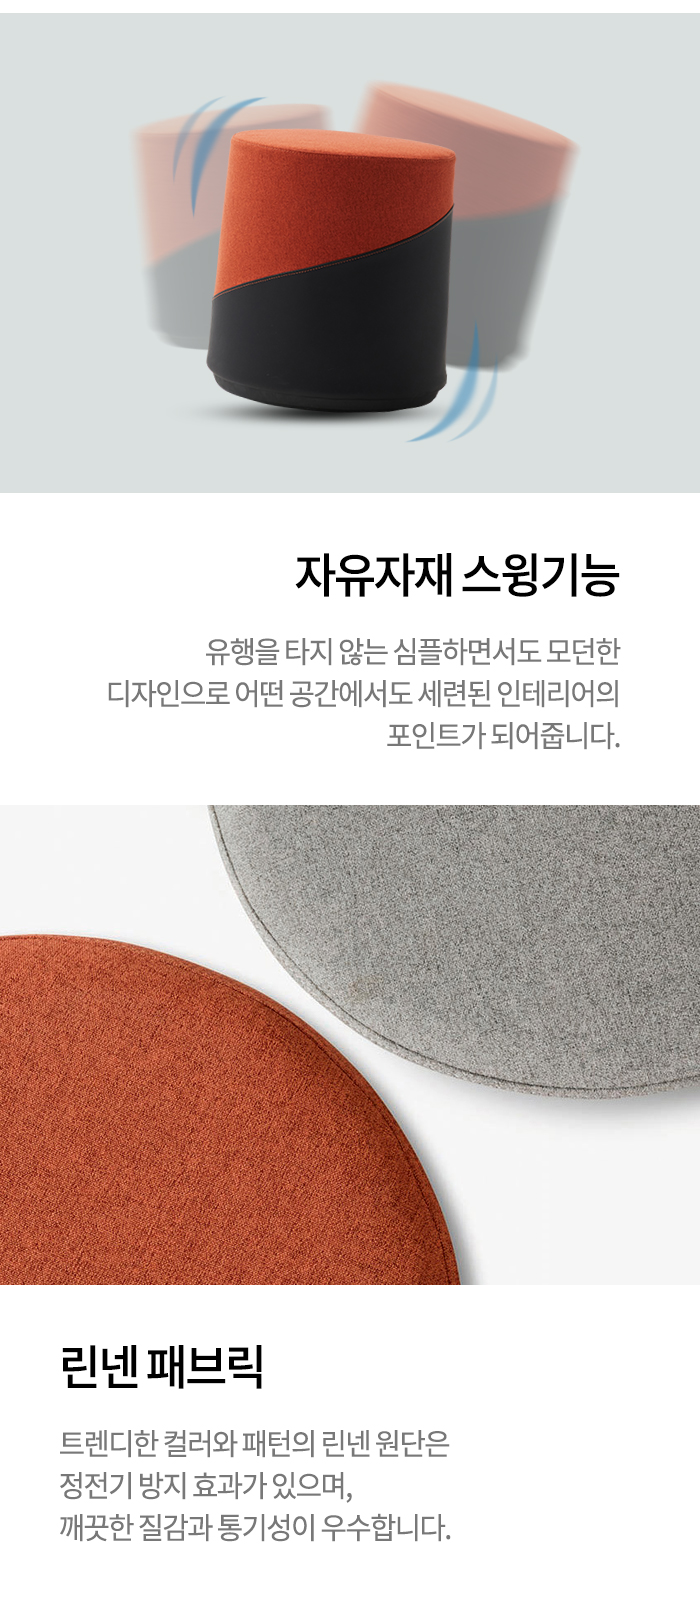 자유자재 스윙기능
유행을 타지 않는 심플하면서도 모던한
디자인으로 어떤 공간에서도 세련된 인테리어의
포인트가 되어줍니다.
린넨 패브릭
트렌디한 컬러와 패턴의 린넨 원단은
정전기 방지 효과가 있으며,
깨끗한 질감과 통기성이 우수합니다.